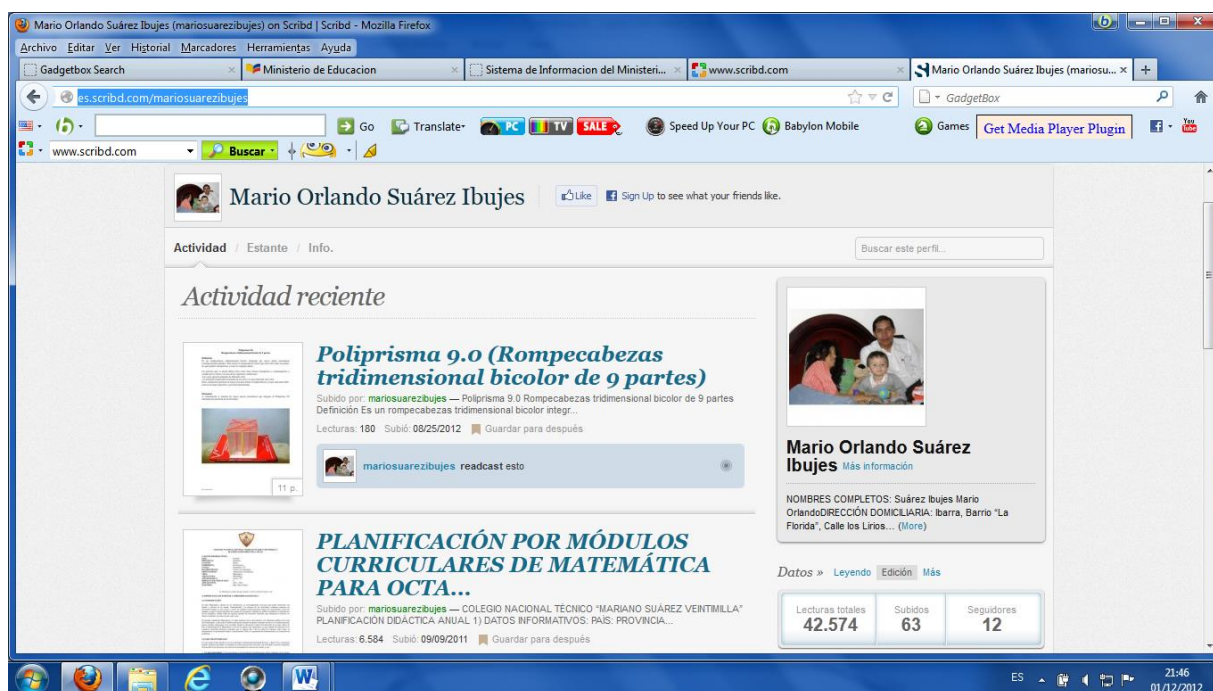 Mario Orlando Suárez Ibujes (mariosuarezibujes) on Scribd | Scribd - Mozilla Firefox
Archivo Editar Ver Historial Marcadores Herramientas Ayuda
Gadgetbox Search
Ministerio de Educacion
Sistema de Informacion del Ministeri...
www.scribd.com
Mario Orlando Suárez Ibujes (mariosu...
es.scribd.com/mariosuarezibujes
GadgetBox
Go Translate PC TV SALE Speed Up Your PC Babylon Mobile Games Get Media Player Plugin You Tube
www.scribd.com Buscar
Mario Orlando Suárez Ibujes Like Sign Up to see what your friends like.
Actividad / Estante / Info.
Buscar este perfil...
Actividad reciente
Poliprisma 9.0 (Rompecabezas
tridimensional bicolor de 9 partes)
Subido por: mariosuarezibujes — Poliprisma 9.0 Rompecabezas tridimensional bicolor de 9 partes
Definición Es un rompecabezas tridimensional bicolor integr...
Lecturas: 180 Subió: 08/25/2012 Guardar para después
mariosuarezibujes readcast esto
11 p.
PLANIFICACIÓN POR MÓDULOS
CURRICULARES DE MATEMÁTICA
PARA OCTA...
Subido por: mariosuarezibujes — COLEGIO NACIONAL TÉCNICO “MARIANO SUÁREZ VEINTIMILLA”
PLANIFICACIÓN DIDÁCTICA ANUAL 1) DATOS INFORMATIVOS: PAÍS: PROVINCIA...
Lecturas: 6.584 Subió: 09/09/2011 Guardar para después
Mario Orlando Suárez
Ibujes Más información
NOMBRES COMPLETOS: Suárez Ibujes Mario
OrlandoDIRECCIÓN DOMICILIARIA: Ibarra, Barrio “La
Florida”, Calle los Lirios... (More)
Datos » Leyendo Edición Más
Lecturas totales Subidos Seguidores
42.574 63 12
ES
21:46
01/12/2012